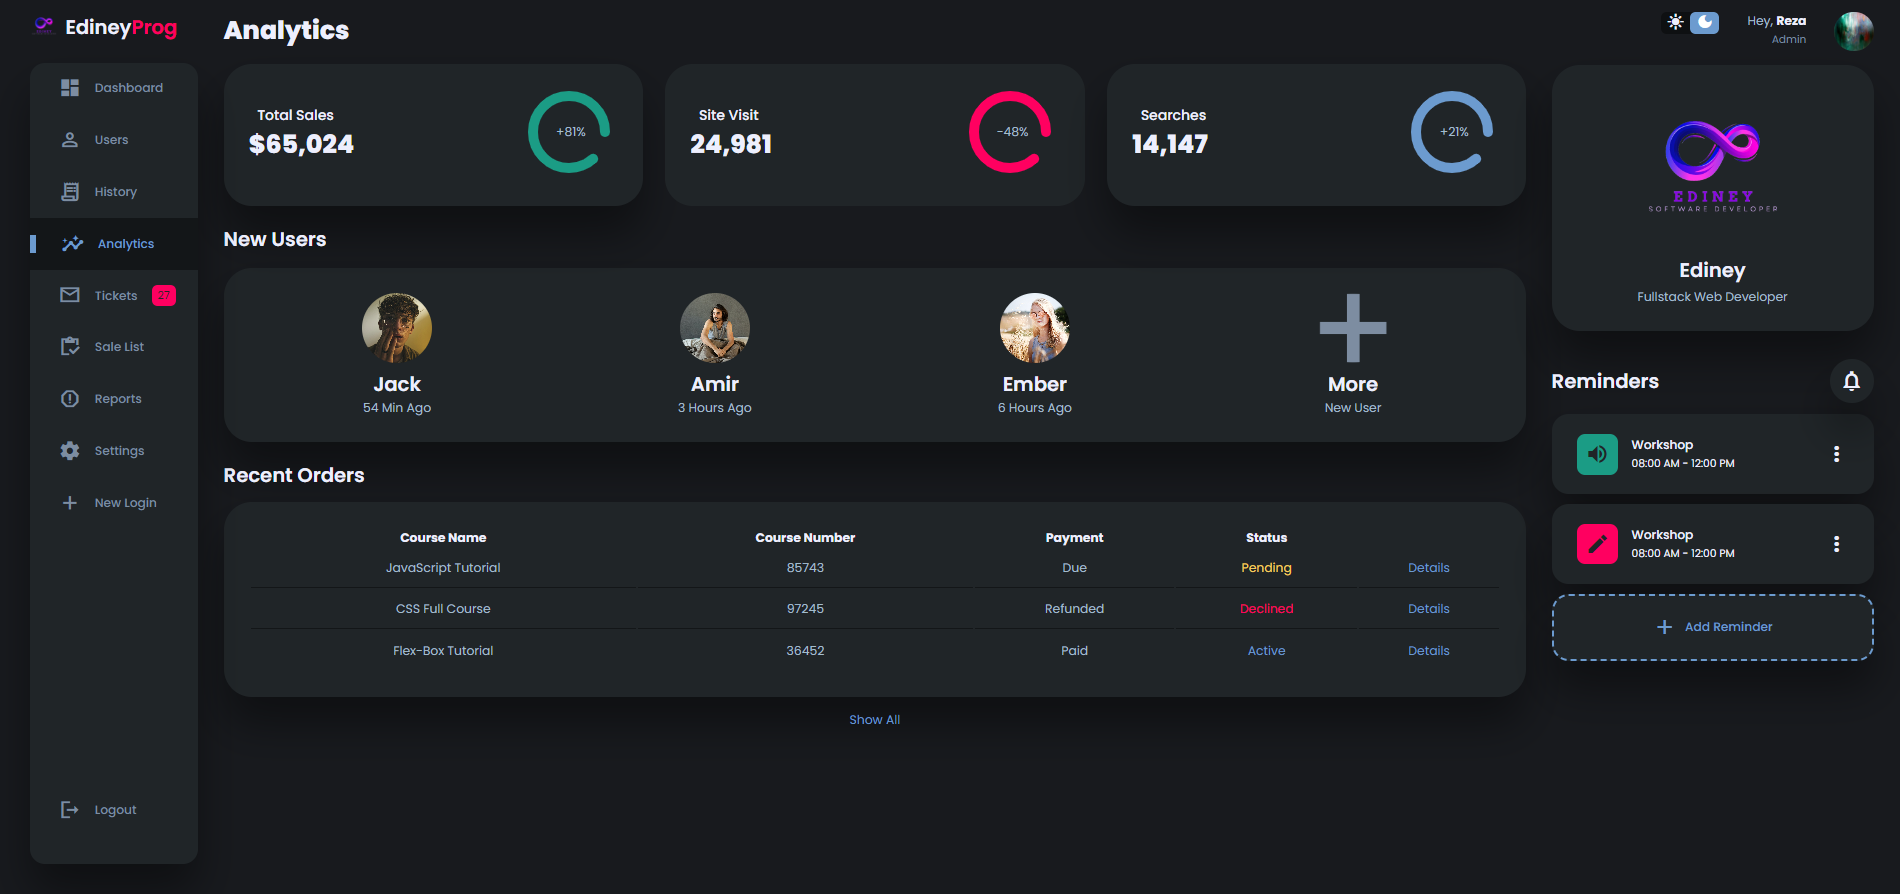 EdineyProg
Dashboard
Users
History
Analytics
Tickets 27
Sale List
Reports
Settings
New Login
Logout
Analytics
Total Sales
$65,024
+81%
Site Visit
24,981
-48%
Searches
14,147
+21%
New Users
Jack
54 Min Ago
Amir
3 Hours Ago
Ember
6 Hours Ago
More
New User
Recent Orders
Course Name Course Number Payment Status
JavaScript Tutorial 85743 Due Pending Details
CSS Full Course 97245 Refunded Declined Details
Flex-Box Tutorial 36452 Paid Active Details
Show All
Hey, Reza
Admin
EDINEY
SOFTWARE DEVELOPER
Ediney
Fullstack Web Developer
Reminders
Workshop
08:00 AM - 12:00 PM
Workshop
08:00 AM - 12:00 PM
Add Reminder